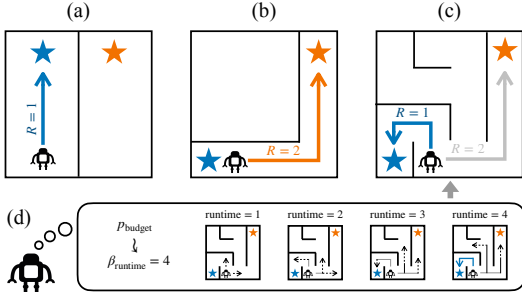 (a)
(b)
(c)
R = 1
R = 2
R = 1
R = 2
(d)
p_budget
β_runtime = 4
runtime = 1
runtime = 2
runtime = 3
runtime = 4